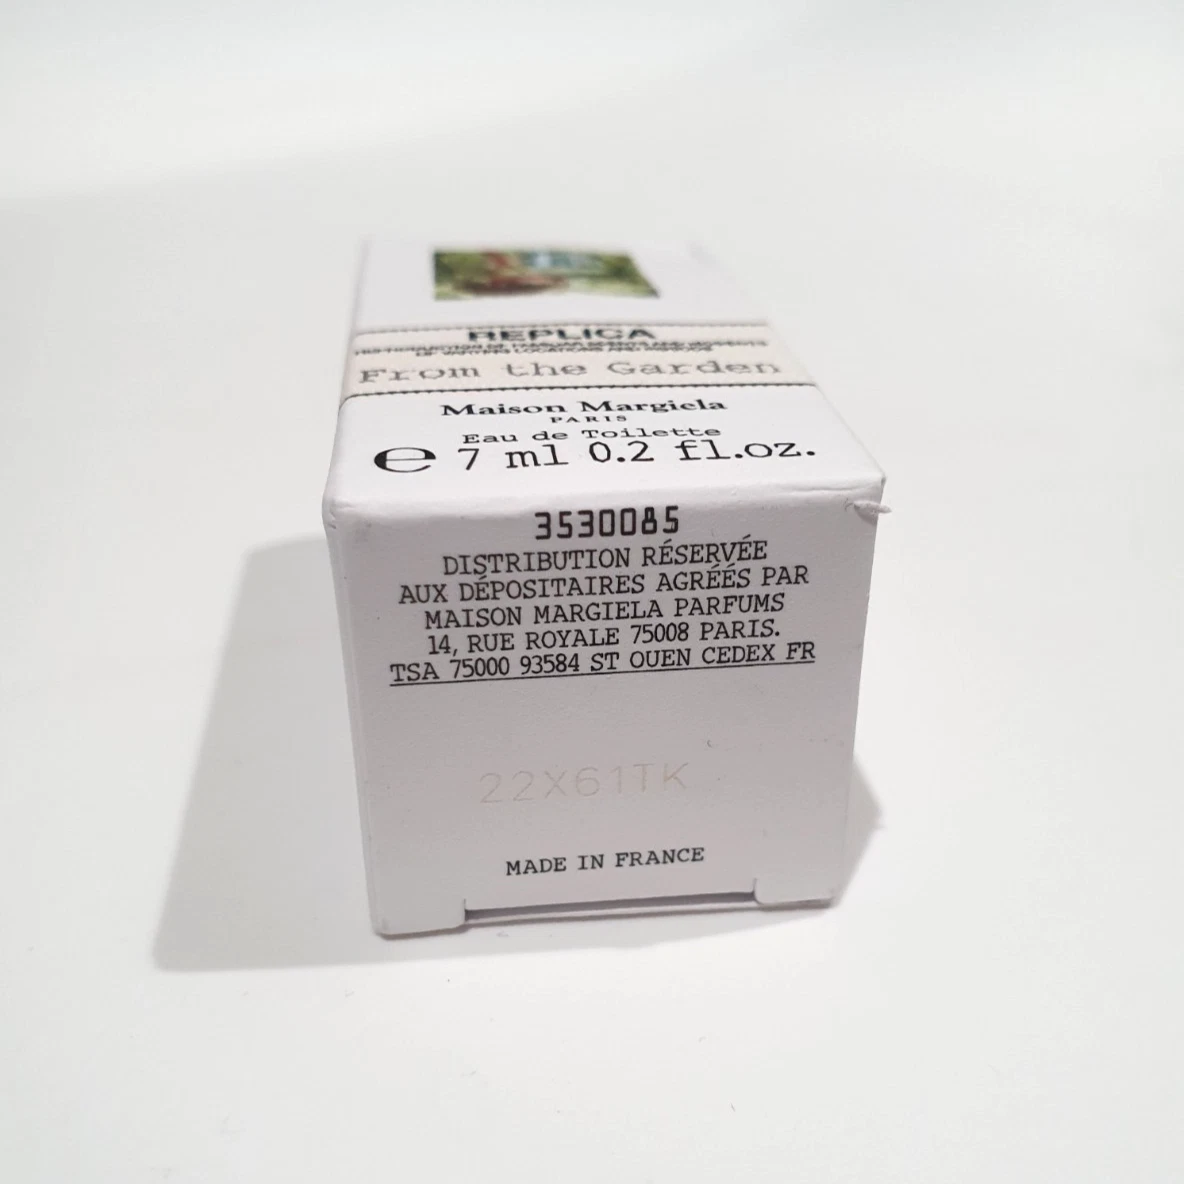 REPLICA
From the Garden
Maison Margiela
PARIS
Eau de Toilette
e 7 ml 0.2 fl.oz.
3530085
DISTRIBUTION RÉSERVÉE
AUX DÉPOSITAIRES AGRÉÉS PAR
MAISON MARGIELA PARFUMS
14, RUE ROYALE 75008 PARIS.
TSA 75000 93584 ST OUEN CEDEX FR
22X61TK
MADE IN FRANCE